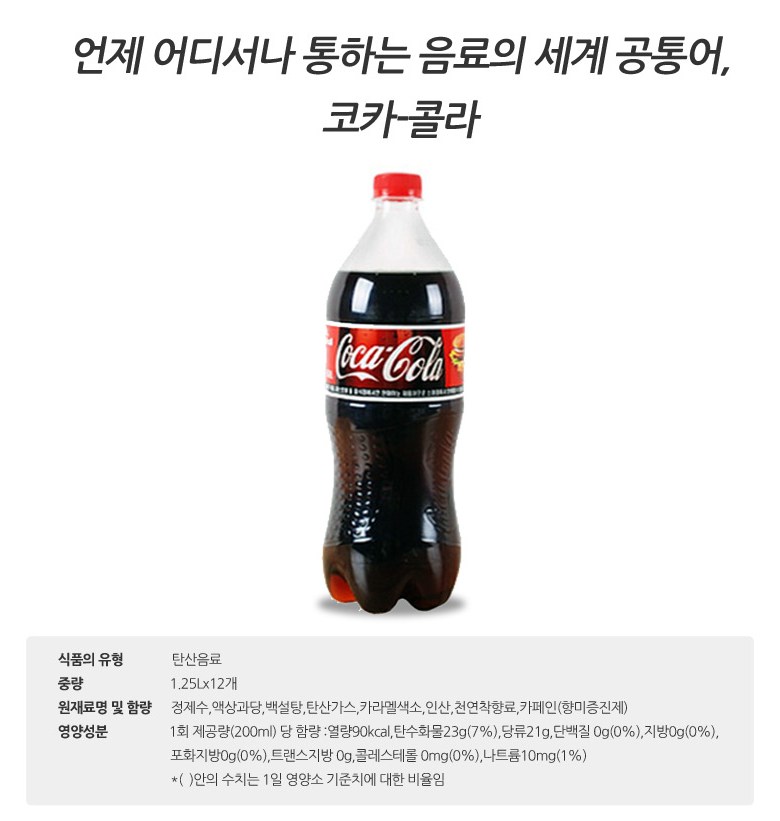 언제 어디서나 통하는 음료의 세계 공통어,
코카-콜라
Coca-Cola
식품의 유형 탄산음료
중량 1.25Lx12개
원재료명 및 함량 정제수,액상과당,백설탕,탄산가스,카라멜색소,인산,천연착향료,카페인(향미증진제)
영양성분 1회 제공량(200ml) 당 함량 :열량90kcal,탄수화물23g(7%),당류21g,단백질 0g(0%),지방0g(0%),
포화지방0g(0%),트랜스지방 0g,콜레스테롤 0mg(0%),나트륨10mg(1%)
*( )안의 수치는 1일 영양소 기준치에 대한 비율임